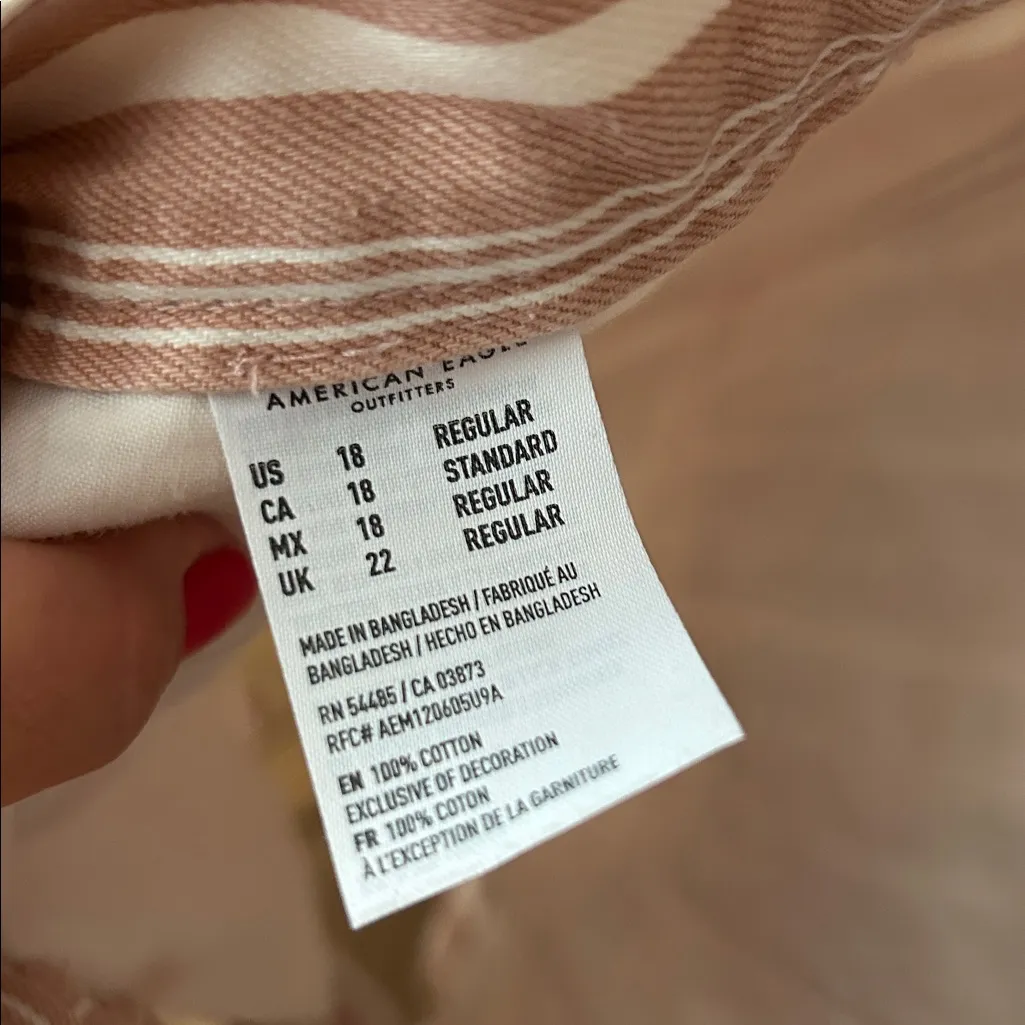 AMERICAN EAGLE
OUTFITTERS
US 18 REGULAR
CA 18 STANDARD
MX 18 REGULAR
UK 22 REGULAR
MADE IN BANGLADESH / FABRIQUÉ AU
BANGLADESH / HECHO EN BANGLADESH
RN 54485 / CA 03873
RFC# AEM120605U9A
EN 100% COTTON
EXCLUSIVE OF DECORATION
FR 100% COTON
À L'EXCEPTION DE LA GARNITURE